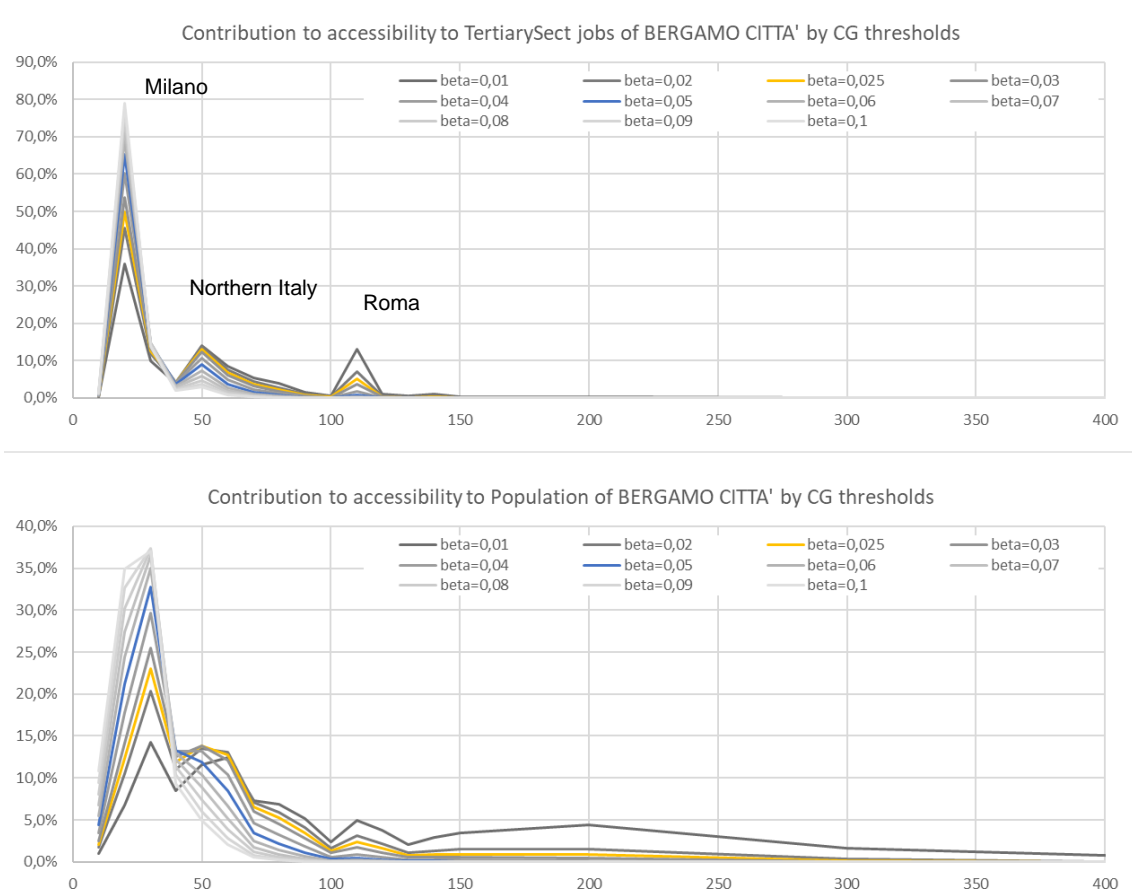 Contribution to accessibility to TertiarySect jobs of BERGAMO CITTA' by CG thresholds
90,0%
80,0%
70,0%
60,0%
50,0%
40,0%
30,0%
20,0%
10,0%
0,0%
Milano
Northern Italy
Roma
beta=0,01 beta=0,02 beta=0,025 beta=0,03
beta=0,04 beta=0,05 beta=0,06 beta=0,07
beta=0,08 beta=0,09 beta=0,1
0 50 100 150 200 250 300 350 400
Contribution to accessibility to Population of BERGAMO CITTA' by CG thresholds
40,0%
35,0%
30,0%
25,0%
20,0%
15,0%
10,0%
5,0%
0,0%
beta=0,01 beta=0,02 beta=0,025 beta=0,03
beta=0,04 beta=0,05 beta=0,06 beta=0,07
beta=0,08 beta=0,09 beta=0,1
0 50 100 150 200 250 300 350 400